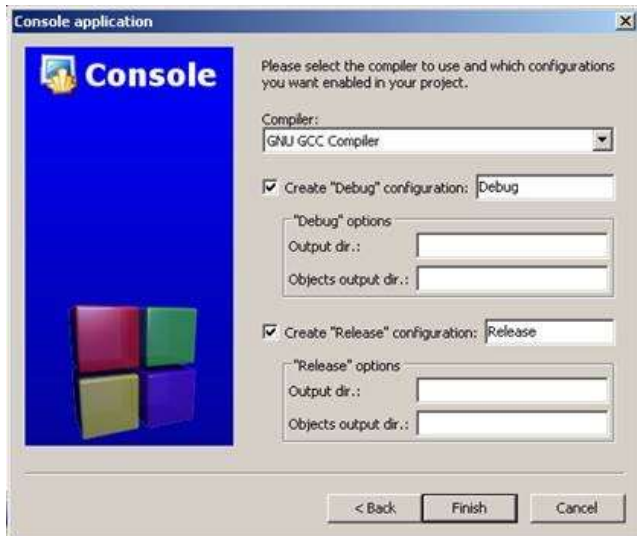 Console application
Console
Please select the compiler to use and which configurations
you want enabled in your project.
Compiler:
GNU GCC Compiler
Create "Debug" configuration: Debug
"Debug" options
Output dir.:
Objects output dir.:
Create "Release" configuration: Release
"Release" options
Output dir.:
Objects output dir.:
< Back Finish Cancel